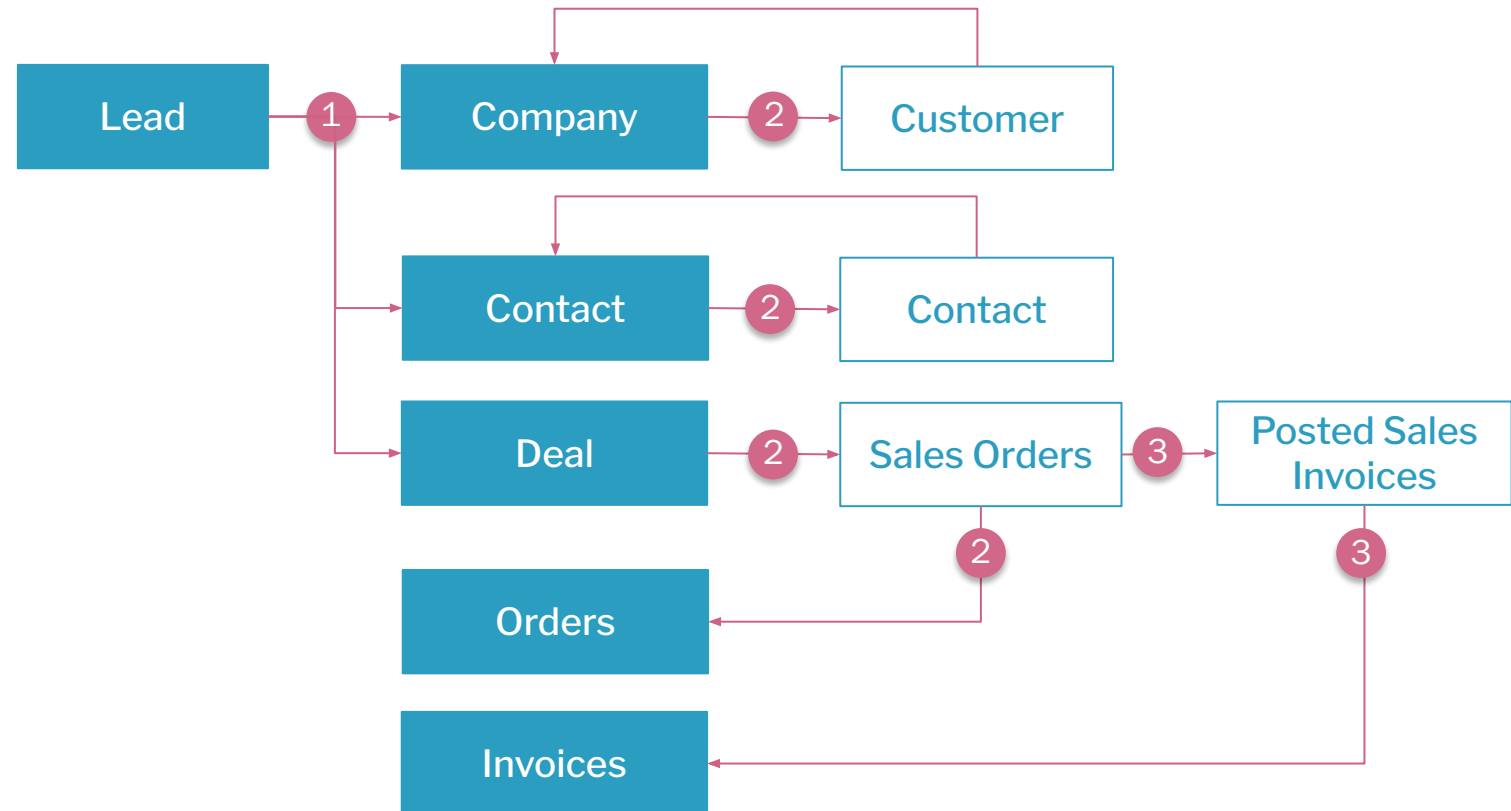 Lead
1
Company
2
Customer
Contact
2
Contact
Deal
2
Sales Orders
3
Posted Sales
Invoices
2
3
Orders
Invoices